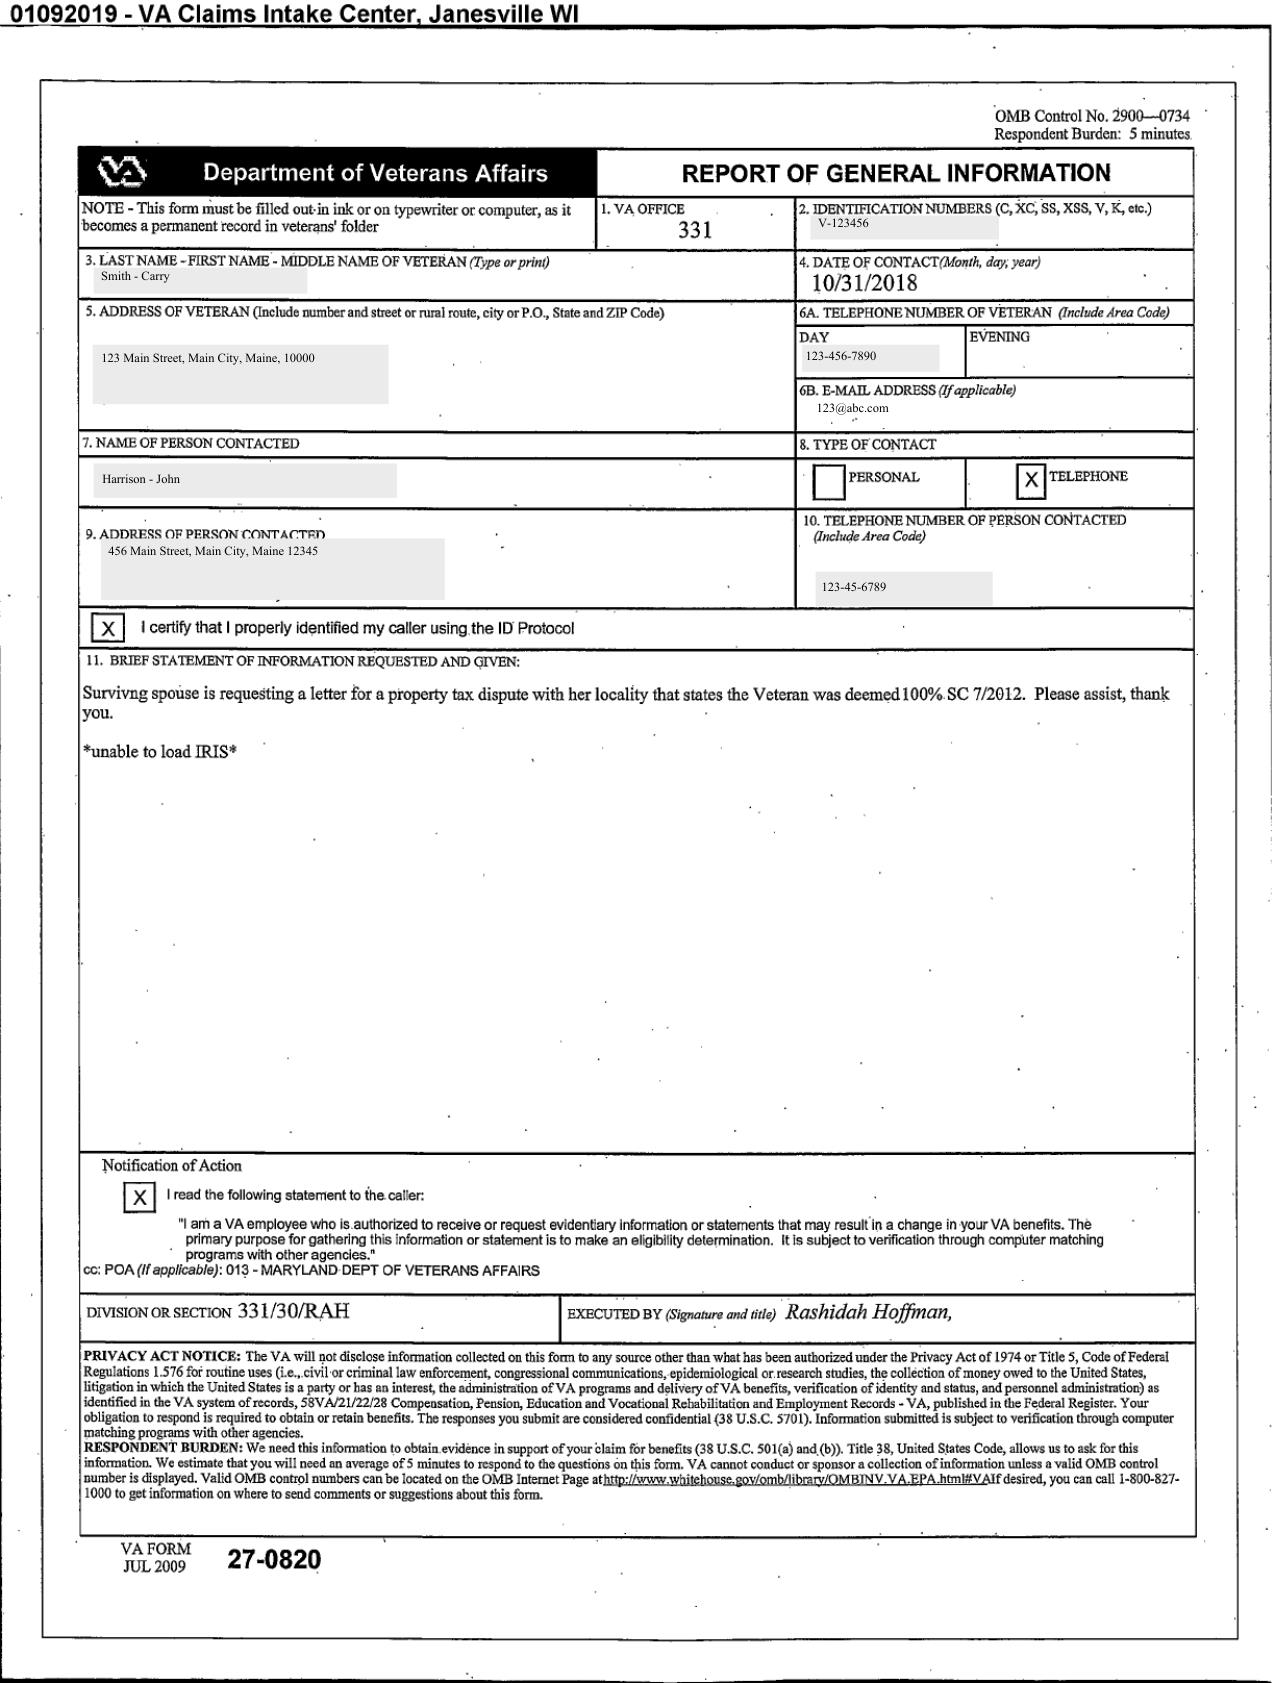 01092019 - VA Claims Intake Center, Janesville WI
OMB Control No. 2900—0734
Respondent Burden: 5 minutes
VA
Department of Veterans Affairs
REPORT OF GENERAL INFORMATION
NOTE - This form must be filled out in ink or on typewriter or computer, as it
becomes a permanent record in veterans' folder
1. VA OFFICE
331
2. IDENTIFICATION NUMBERS (C, XC, SS, XSS, V, K, etc.)
V-123456
3. LAST NAME - FIRST NAME - MIDDLE NAME OF VETERAN (Type or print)
Smith - Carry
4. DATE OF CONTACT(Month, day, year)
10/31/2018
5. ADDRESS OF VETERAN (Include number and street or rural route, city or P.O., State and ZIP Code)
123 Main Street, Main City, Maine, 10000
6A. TELEPHONE NUMBER OF VETERAN (Include Area Code)
DAY
123-456-7890
EVENING
6B. E-MAIL ADDRESS (If applicable)
123@abc.com
7. NAME OF PERSON CONTACTED
Harrison - John
8. TYPE OF CONTACT
PERSONAL
X TELEPHONE
9. ADDRESS OF PERSON CONTACTED
456 Main Street, Main City, Maine 12345
10. TELEPHONE NUMBER OF PERSON CONTACTED
(Include Area Code)
123-45-6789
X I certify that I properly identified my caller using the ID Protocol
11. BRIEF STATEMENT OF INFORMATION REQUESTED AND GIVEN:
Survivng spouse is requesting a letter for a property tax dispute with her locality that states the Veteran was deemed 100% SC 7/2012. Please assist, thank
you.
*unable to load IRIS*
Notification of Action
X I read the following statement to the caller:
"I am a VA employee who is authorized to receive or request evidentiary information or statements that may result in a change in your VA benefits. The
primary purpose for gathering this information or statement is to make an eligibility determination. It is subject to verification through computer matching
programs with other agencies."
cc: POA (If applicable): 013 - MARYLAND DEPT OF VETERANS AFFAIRS
DIVISION OR SECTION 331/30/RAH
EXECUTED BY (Signature and title) Rashidah Hoffman,
PRIVACY ACT NOTICE: The VA will not disclose information collected on this form to any source other than what has been authorized under the Privacy Act of 1974 or Title 5, Code of Federal
Regulations 1.576 for routine uses (i.e., civil or criminal law enforcement, congressional communications, epidemiological or research studies, the collection of money owed to the United States,
litigation in which the United States is a party or has an interest, the administration of VA programs and delivery of VA benefits, verification of identity and status, and personnel administration) as
identified in the VA system of records, 58VA/21/22/28 Compensation, Pension, Education and Vocational Rehabilitation and Employment Records - VA, published in the Federal Register. Your
obligation to respond is required to obtain or retain benefits. The responses you submit are considered confidential (38 U.S.C. 5701). Information submitted is subject to verification through computer
matching programs with other agencies.
RESPONDENT BURDEN: We need this information to obtain evidence in support of your claim for benefits (38 U.S.C. 501(a) and (b)). Title 38, United States Code, allows us to ask for this
information. We estimate that you will need an average of 5 minutes to respond to the questions on this form. VA cannot conduct or sponsor a collection of information unless a valid OMB control
number is displayed. Valid OMB control numbers can be located on the OMB Internet Page at http://www.whitehouse.gov/omb/library/OMBINV.VA.EPA.html#VAIf desired, you can call 1-800-827-
1000 to get information on where to send comments or suggestions about this form.
VA FORM
JUL 2009
27-0820